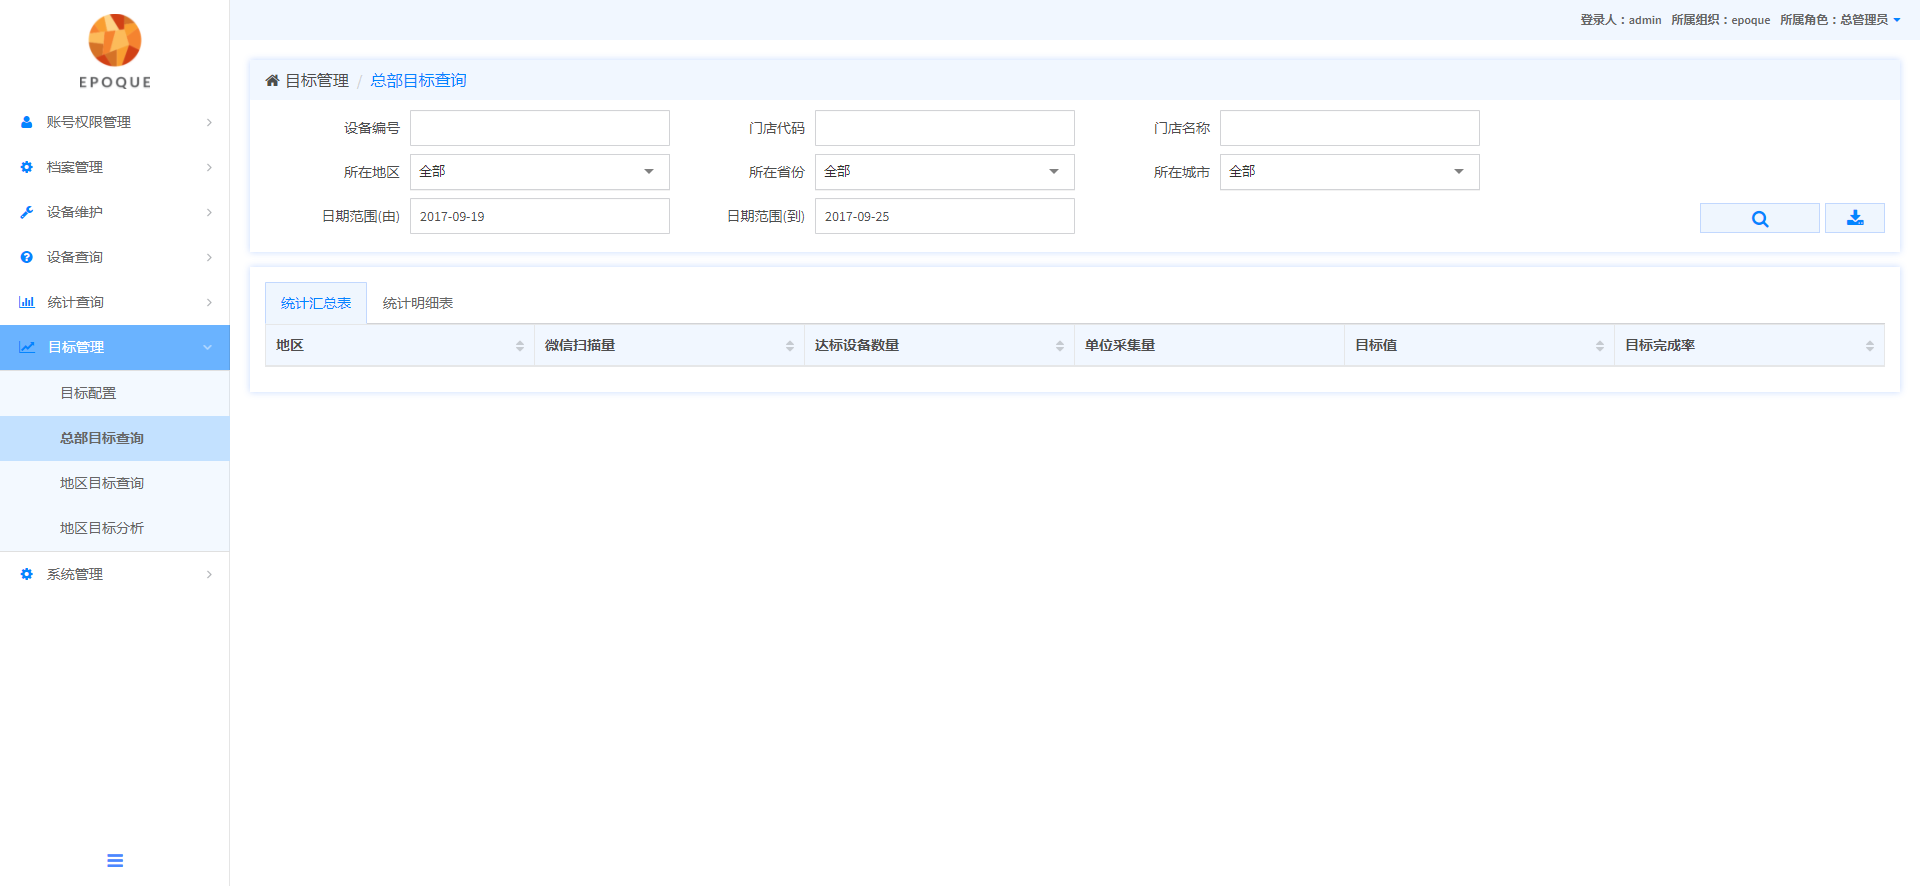 登录人：admin 所属组织：epoque 所属角色：总管理员
EPOQUE
账号权限管理
档案管理
设备维护
设备查询
统计查询
目标管理
目标配置
总部目标查询
地区目标查询
地区目标分析
系统管理
目标管理 / 总部目标查询
设备编号 门店代码 门店名称
所在地区 全部 所在省份 全部 所在城市 全部
日期范围(由) 2017-09-19 日期范围(到) 2017-09-25
统计汇总表 统计明细表
地区 微信扫描量 达标设备数量 单位采集量 目标值 目标完成率